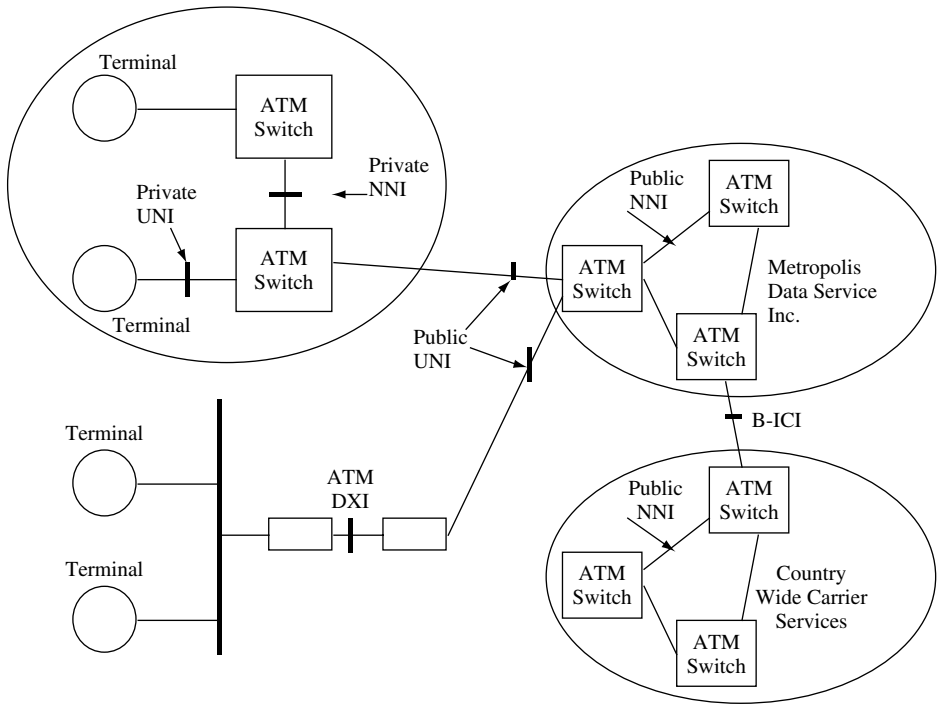 Terminal
ATM
Switch
Private
NNI
Private
UNI
ATM
Switch
Terminal
Public
UNI
Public
NNI
ATM
Switch
ATM
Switch
Metropolis
Data Service
Inc.
ATM
Switch
B-ICI
Terminal
ATM
DXI
Terminal
Public
NNI
ATM
Switch
ATM
Switch
Country
Wide Carrier
Services
ATM
Switch